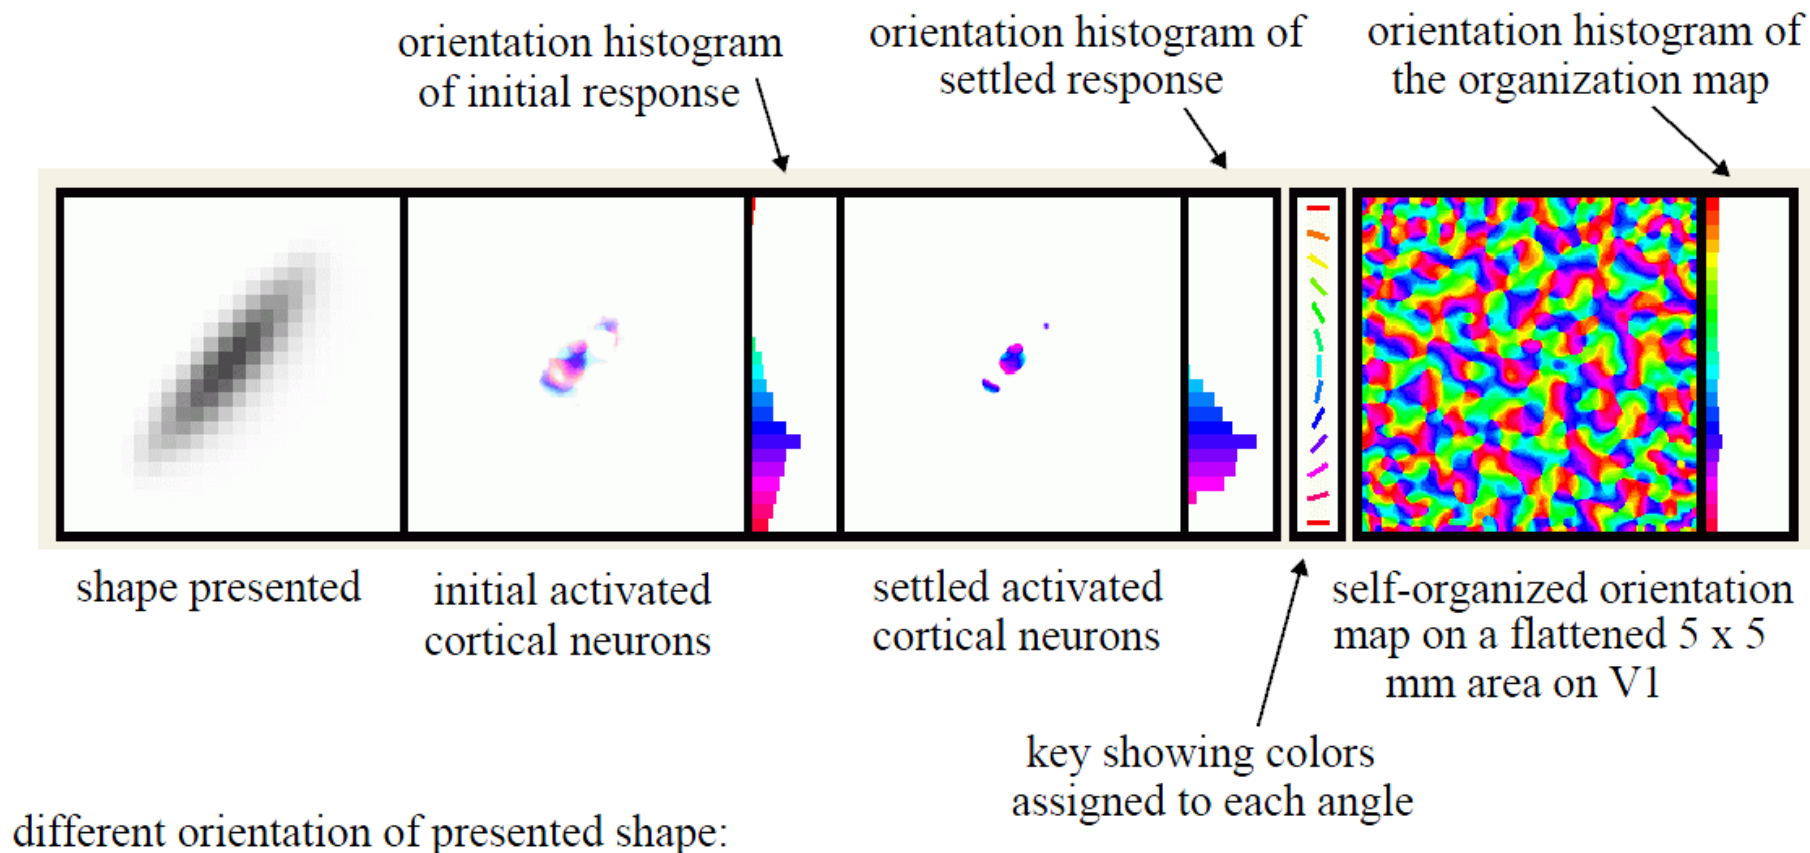 orientation histogram
of initial response
orientation histogram of
settled response
orientation histogram of
the organization map
shape presented
initial activated
cortical neurons
settled activated
cortical neurons
self-organized orientation
map on a flattened 5 x 5
mm area on V1
key showing colors
assigned to each angle
different orientation of presented shape: